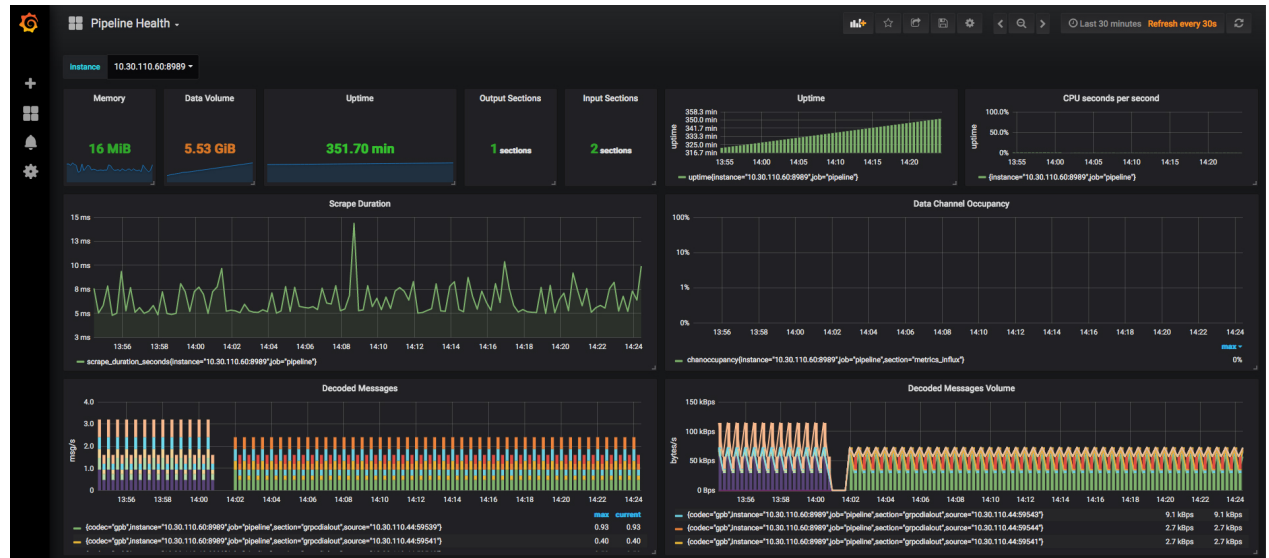 Pipeline Health
Last 30 minutes Refresh every 30s
Instance 10.30.110.60:8989
Memory
16 MiB
Data Volume
5.53 GiB
Uptime
351.70 min
Output Sections
1 sections
Input Sections
2 sections
Uptime
uptime
358.3 min
350.0 min
341.7 min
333.3 min
325.0 min
316.7 min
13:55 14:00 14:05 14:10 14:15 14:20
uptime{instance="10.30.110.60:8989",job="pipeline"}
CPU seconds per second
uptime
100.0%
50.0%
0%
13:55 14:00 14:05 14:10 14:15 14:20
{instance="10.30.110.60:8989",job="pipeline"}
Scrape Duration
15 ms
13 ms
10 ms
8 ms
5 ms
3 ms
13:56 13:58 14:00 14:02 14:04 14:06 14:08 14:10 14:12 14:14 14:16 14:18 14:20 14:22 14:24
scrape_duration_seconds{instance="10.30.110.60:8989",job="pipeline"}
Data Channel Occupancy
100%
10%
1%
0%
13:56 13:58 14:00 14:02 14:04 14:06 14:08 14:10 14:12 14:14 14:16 14:18 14:20 14:22 14:24
max
chanoccupancy{instance="10.30.110.60:8989",job="pipeline",section="metrics_influx"} 0%
Decoded Messages
msg/s
4.0
3.0
2.0
1.0
0
13:56 13:58 14:00 14:02 14:04 14:06 14:08 14:10 14:12 14:14 14:16 14:18 14:20 14:22 14:24
max current
{codec="gpb",instance="10.30.110.60:8989",job="pipeline",section="grpcdialout",source="10.30.110.44:59539"} 0.93 0.93
{codec="gpb",instance="10.30.110.60:8989",job="pipeline",section="grpcdialout",source="10.30.110.44:59541"} 0.40 0.40
Decoded Messages Volume
bytes/s
150 kBps
100 kBps
50 kBps
0 Bps
13:56 13:58 14:00 14:02 14:04 14:06 14:08 14:10 14:12 14:14 14:16 14:18 14:20 14:22 14:24
{codec="gpb",instance="10.30.110.60:8989",job="pipeline",section="grpcdialout",source="10.30.110.44:59543"} 9.1 kBps 9.1 kBps
{codec="gpb",instance="10.30.110.60:8989",job="pipeline",section="grpcdialout",source="10.30.110.44:59544"} 2.7 kBps 2.7 kBps
{codec="gpb",instance="10.30.110.60:8989",job="pipeline",section="grpcdialout",source="10.30.110.44:59541"} 2.7 kBps 2.7 kBps